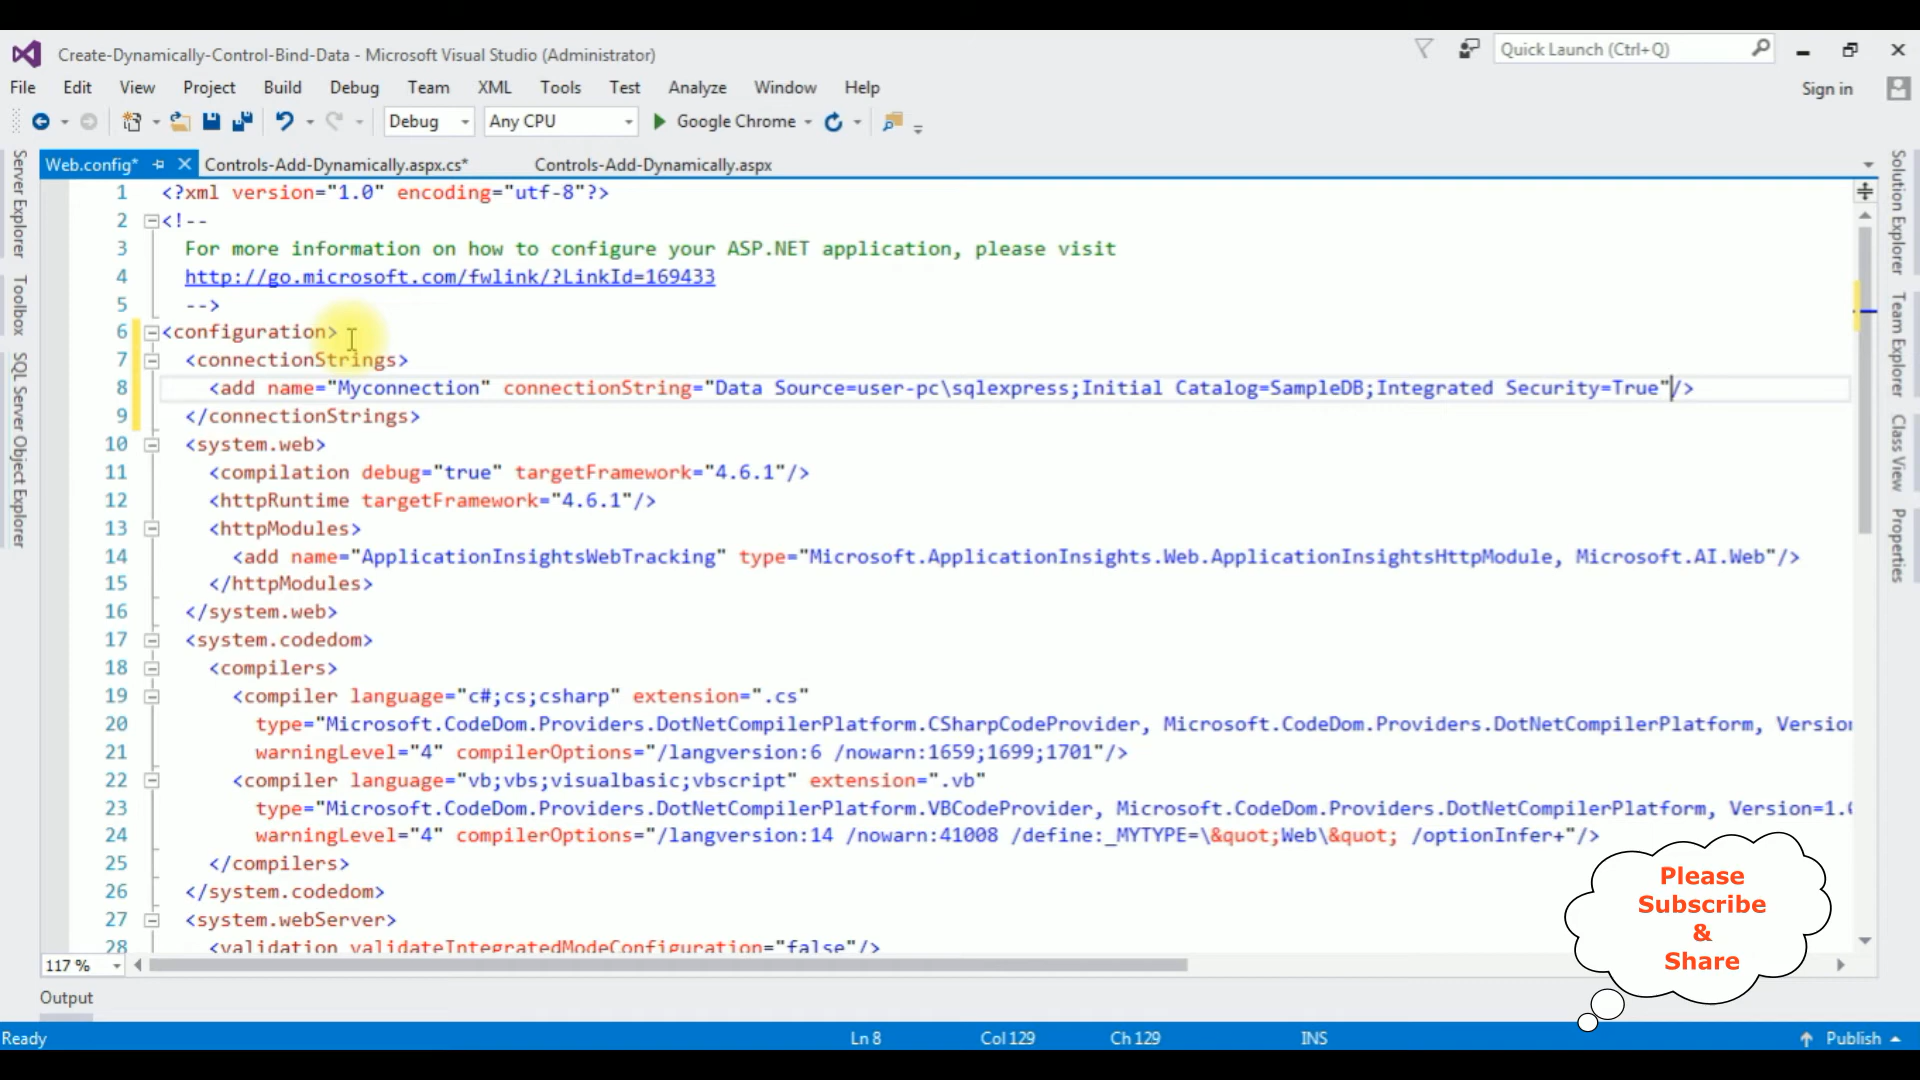 Create-Dynamically-Control-Bind-Data - Microsoft Visual Studio (Administrator)
Quick Launch (Ctrl+Q)
File Edit View Project Build Debug Team XML Tools Test Analyze Window Help
Sign in
Debug Any CPU Google Chrome
Web.config* Controls-Add-Dynamically.aspx.cs* Controls-Add-Dynamically.aspx
Server Explorer
Toolbox
SQL Server Object Explorer
1 <?xml version="1.0" encoding="utf-8"?>
2 <!--
3 For more information on how to configure your ASP.NET application, please visit
4 http://go.microsoft.com/fwlink/?LinkId=169433
5 -->
6 <configuration>
7 <connectionStrings>
8 <add name="Myconnection" connectionString="Data Source=user-pc\sqlexpress;Initial Catalog=SampleDB;Integrated Security=True"/>
9 </connectionStrings>
10 <system.web>
11 <compilation debug="true" targetFramework="4.6.1"/>
12 <httpRuntime targetFramework="4.6.1"/>
13 <httpModules>
14 <add name="ApplicationInsightsWebTracking" type="Microsoft.ApplicationInsights.Web.ApplicationInsightsHttpModule, Microsoft.AI.Web"/>
15 </httpModules>
16 </system.web>
17 <system.codedom>
18 <compilers>
19 <compiler language="c#;cs;csharp" extension=".cs"
20 type="Microsoft.CodeDom.Providers.DotNetCompilerPlatform.CSharpCodeProvider, Microsoft.CodeDom.Providers.DotNetCompilerPlatform, Version
21 warningLevel="4" compilerOptions="/langversion:6 /nowarn:1659;1699;1701"/>
22 <compiler language="vb;vbs;visualbasic;vbscript" extension=".vb"
23 type="Microsoft.CodeDom.Providers.DotNetCompilerPlatform.VBCodeProvider, Microsoft.CodeDom.Providers.DotNetCompilerPlatform, Version=1.0
24 warningLevel="4" compilerOptions="/langversion:14 /nowarn:41008 /define:_MYTYPE=\&quot;Web\&quot; /optionInfer+"/>
25 </compilers>
26 </system.codedom>
27 <system.webServer>
28 <validation validateIntegratedModeConfiguration="false"/>
Solution Explorer
Team Explorer
Class View
Properties
Please
Subscribe
&
Share
117 %
Output
Ready Ln 8 Col 129 Ch 129 INS Publish